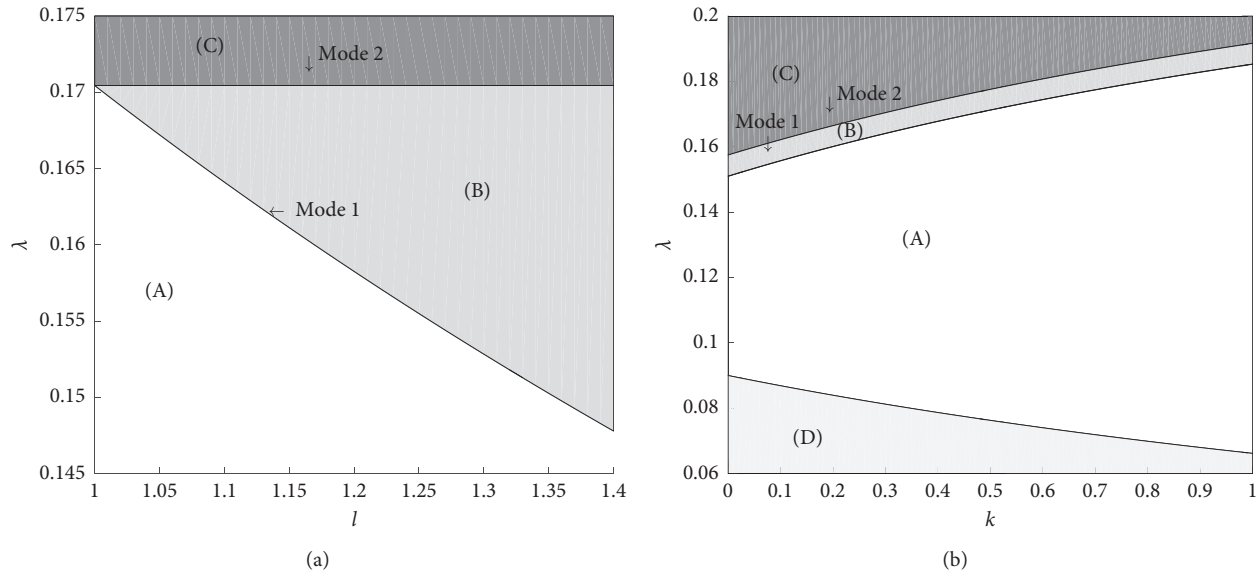 0.175
(C)
Mode 2
0.17
0.165
(B)
Mode 1
0.16
λ
(A)
0.155
0.15
0.145
1
1.05
1.1
1.15
1.2
1.25
1.3
1.35
1.4
l
(a)
0.2
0.18
(C)
Mode 2
Mode 1
(B)
0.16
0.14
λ
(A)
0.12
0.1
0.08
(D)
0.06
0
0.1
0.2
0.3
0.4
0.5
0.6
0.7
0.8
0.9
1
k
(b)